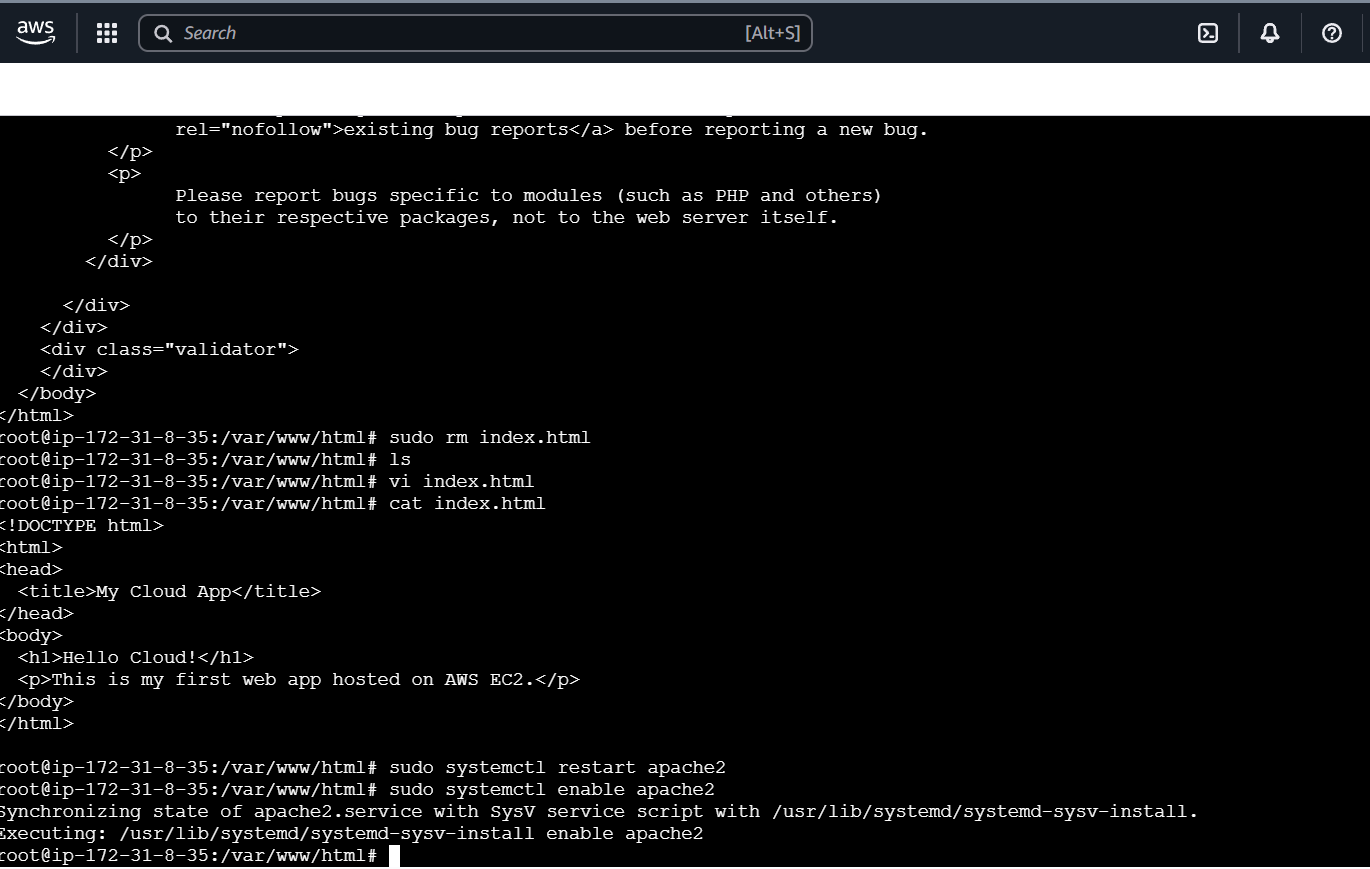 aws
Search [Alt+S]
rel="nofollow">existing bug reports</a> before reporting a new bug.
</p>
<p>
Please report bugs specific to modules (such as PHP and others)
to their respective packages, not to the web server itself.
</p>
</div>
</div>
</div>
<div class="validator">
</div>
</body>
</html>
root@ip-172-31-8-35:/var/www/html# sudo rm index.html
root@ip-172-31-8-35:/var/www/html# ls
root@ip-172-31-8-35:/var/www/html# vi index.html
root@ip-172-31-8-35:/var/www/html# cat index.html
<!DOCTYPE html>
<html>
<head>
<title>My Cloud App</title>
</head>
<body>
<h1>Hello Cloud!</h1>
<p>This is my first web app hosted on AWS EC2.</p>
</body>
</html>
root@ip-172-31-8-35:/var/www/html# sudo systemctl restart apache2
root@ip-172-31-8-35:/var/www/html# sudo systemctl enable apache2
Synchronizing state of apache2.service with SysV service script with /usr/lib/systemd/systemd-sysv-install.
Executing: /usr/lib/systemd/systemd-sysv-install enable apache2
root@ip-172-31-8-35:/var/www/html#